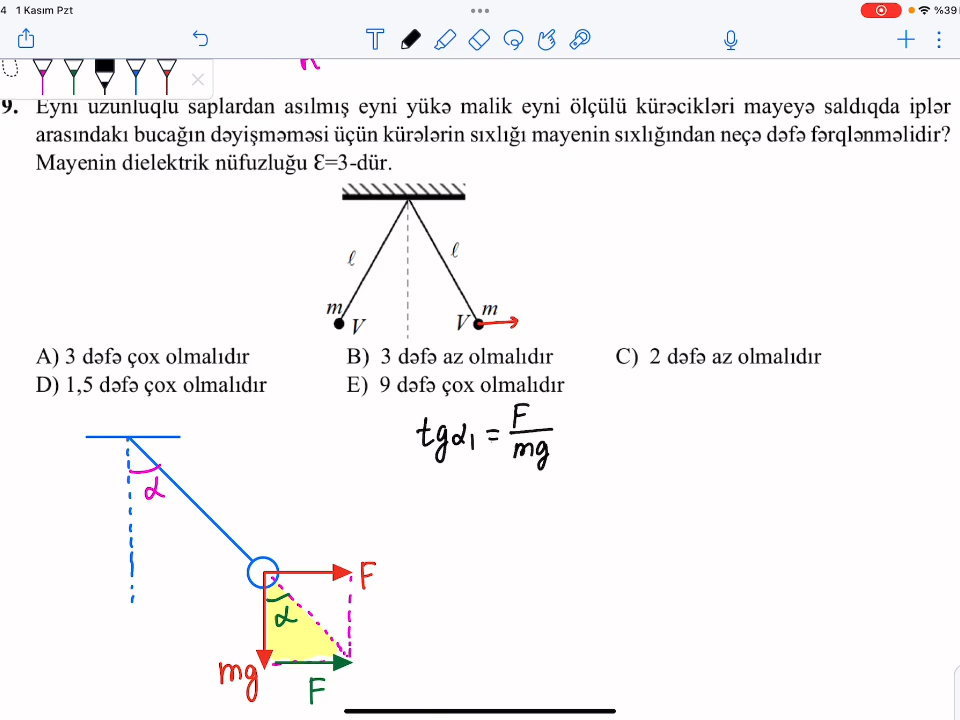 4 1 Kasım Pzt %39
9. Eyni uzunluqlu saplardan asılmış eyni yükə malik eyni ölçülü kürəcikləri mayeyə saldıqda iplər
arasındakı bucağın dəyişməməsi üçün kürələrin sıxlığı mayenin sıxlığından neçə dəfə fərqlənməlidir?
Mayenin dielektrik nüfuzluğu Ɛ=3-dür.
ℓ ℓ
m m
V V
A) 3 dəfə çox olmalıdır B) 3 dəfə az olmalıdır C) 2 dəfə az olmalıdır
D) 1,5 dəfə çox olmalıdır E) 9 dəfə çox olmalıdır
tgα1 = F/mg
α
F
α
mg
F